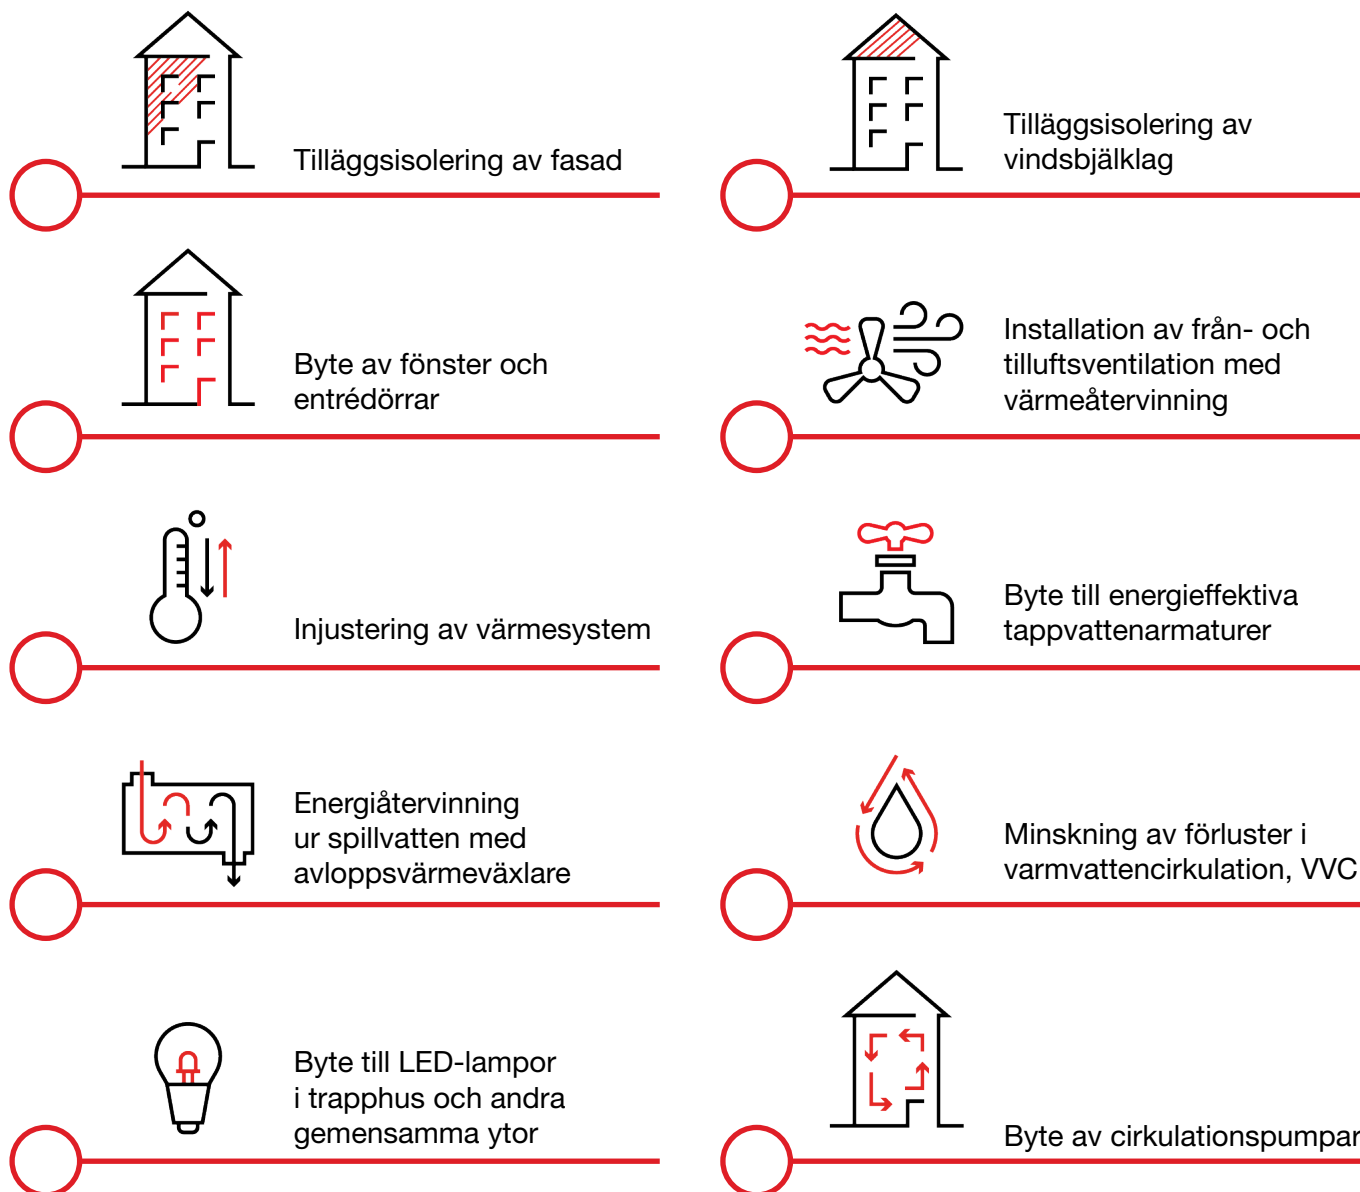 Tilläggsisolering av fasad
Tilläggsisolering av
vindsbjälklag
Byte av fönster och
entrédörrar
Installation av från- och
tilluftsventilation med
värmeåtervinning
Injustering av värmesystem
Byte till energieffektiva
tappvattenarmaturer
Energiåtervinning
ur spillvatten med
avloppsvärmeväxlare
Minskning av förluster i
varmvattencirkulation, VVC
Byte till LED-lampor
i trapphus och andra
gemensamma ytor
Byte av cirkulationspumpar